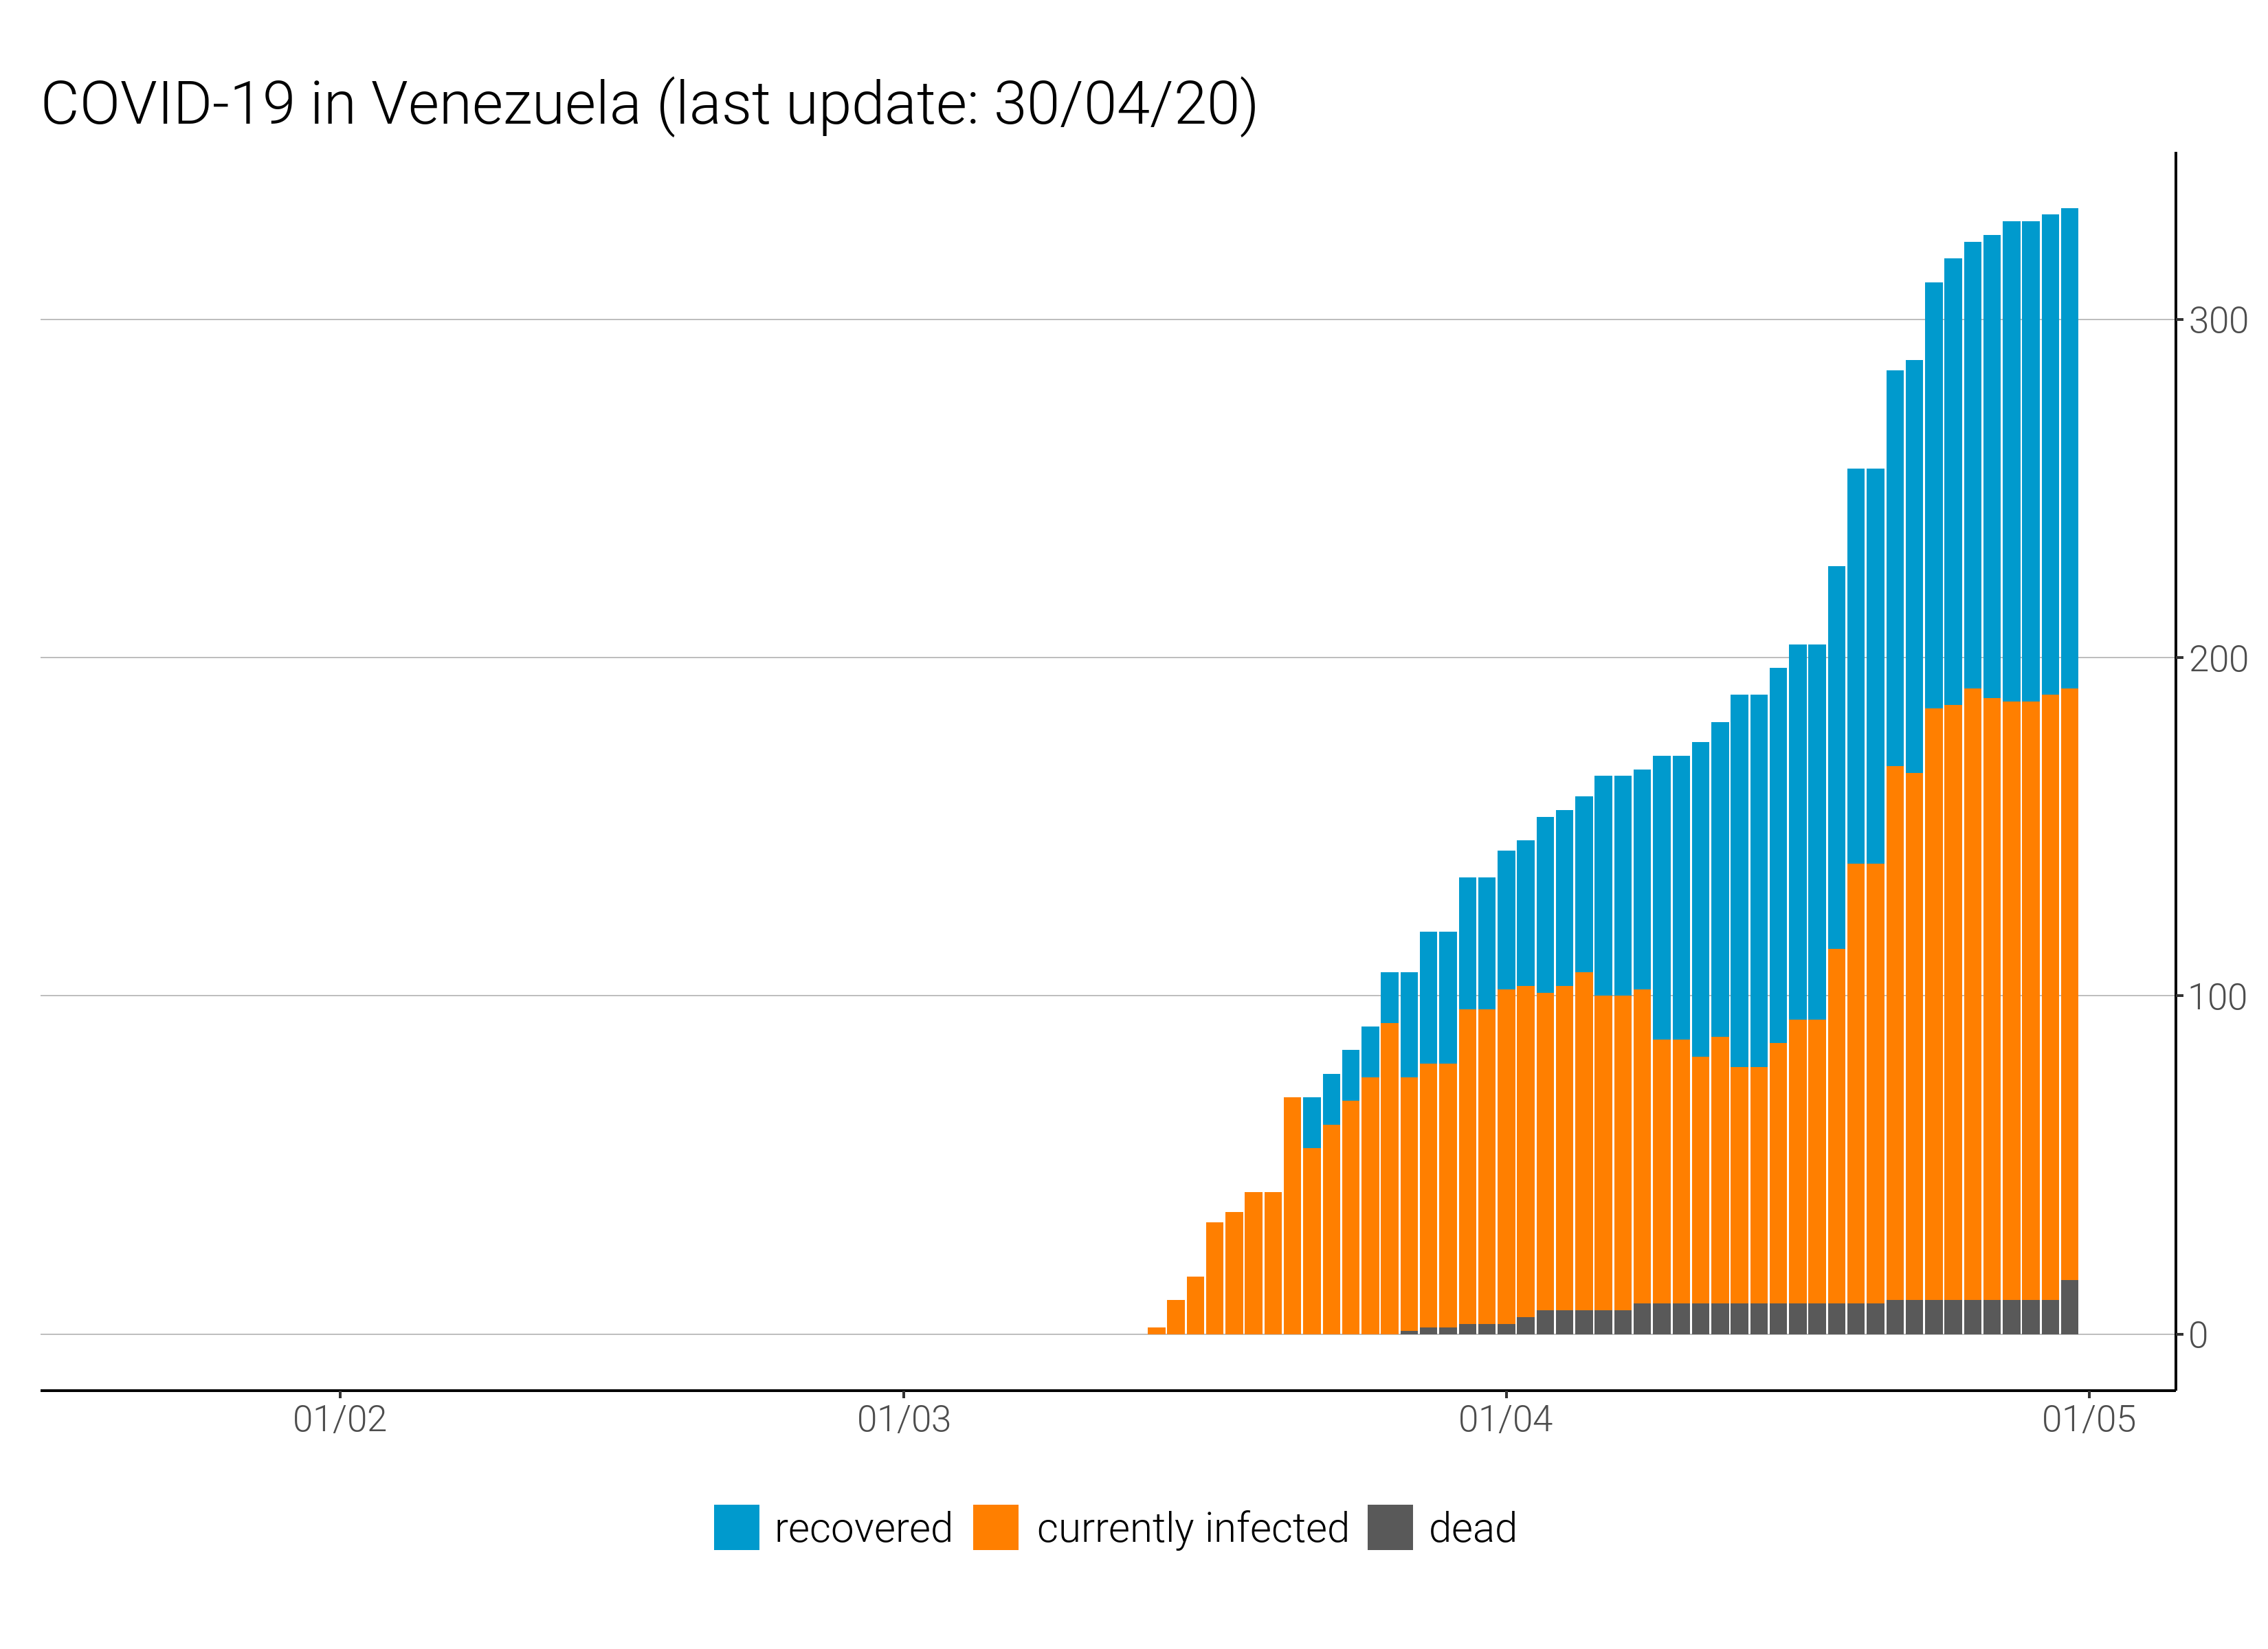 COVID-19 in Venezuela (last update: 30/04/20)
300
200
100
0
01/02 01/03 01/04 01/05
recovered currently infected dead